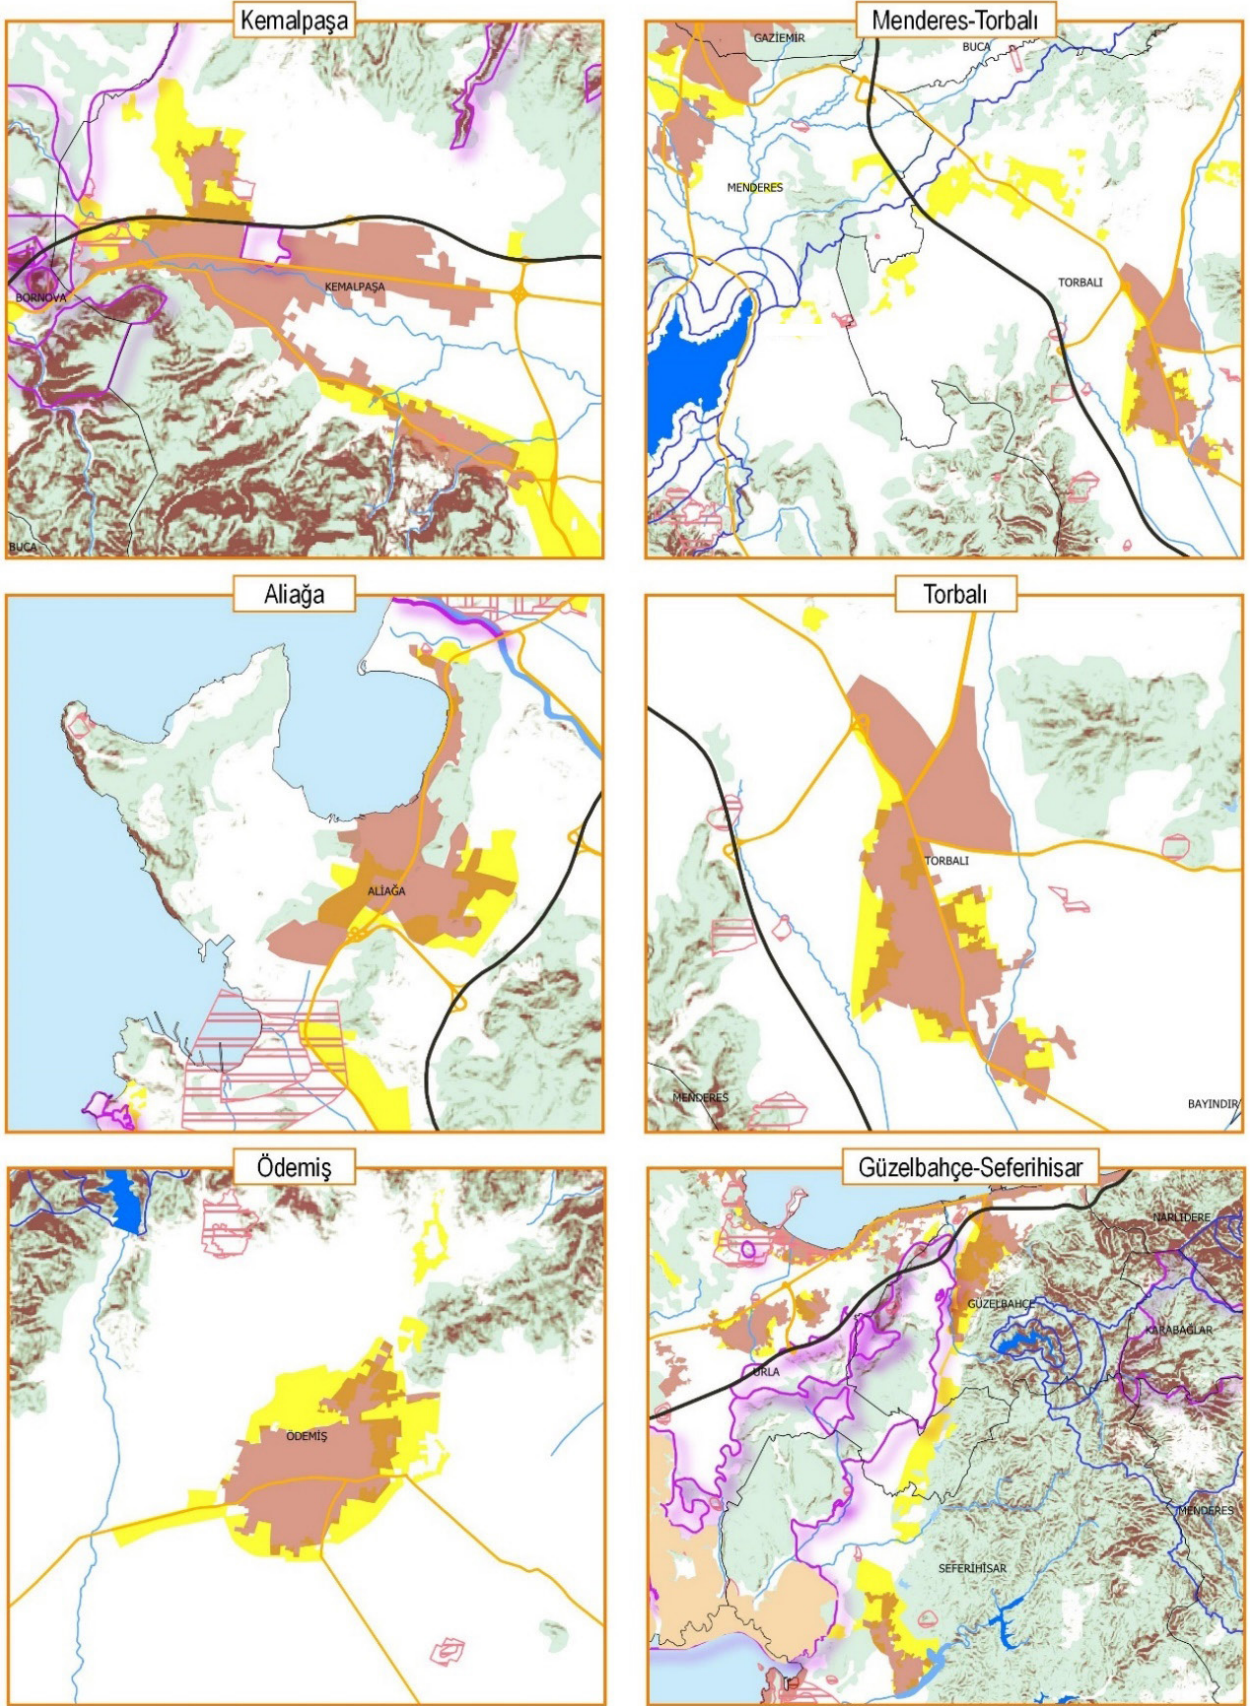 Kemalpaşa
BORNOVA
KEMALPAŞA
BUCA
Menderes-Torbalı
GAZİEMİR
BUCA
MENDERES
TORBALI
Aliağa
ALİAĞA
Torbalı
TORBALI
MENDERES
BAYINDIR
Ödemiş
ÖDEMİŞ
Güzelbahçe-Seferihisar
NARLIDERE
GÜZELBAHÇE
KARABAĞLAR
URLA
MENDERES
SEFERİHİSAR